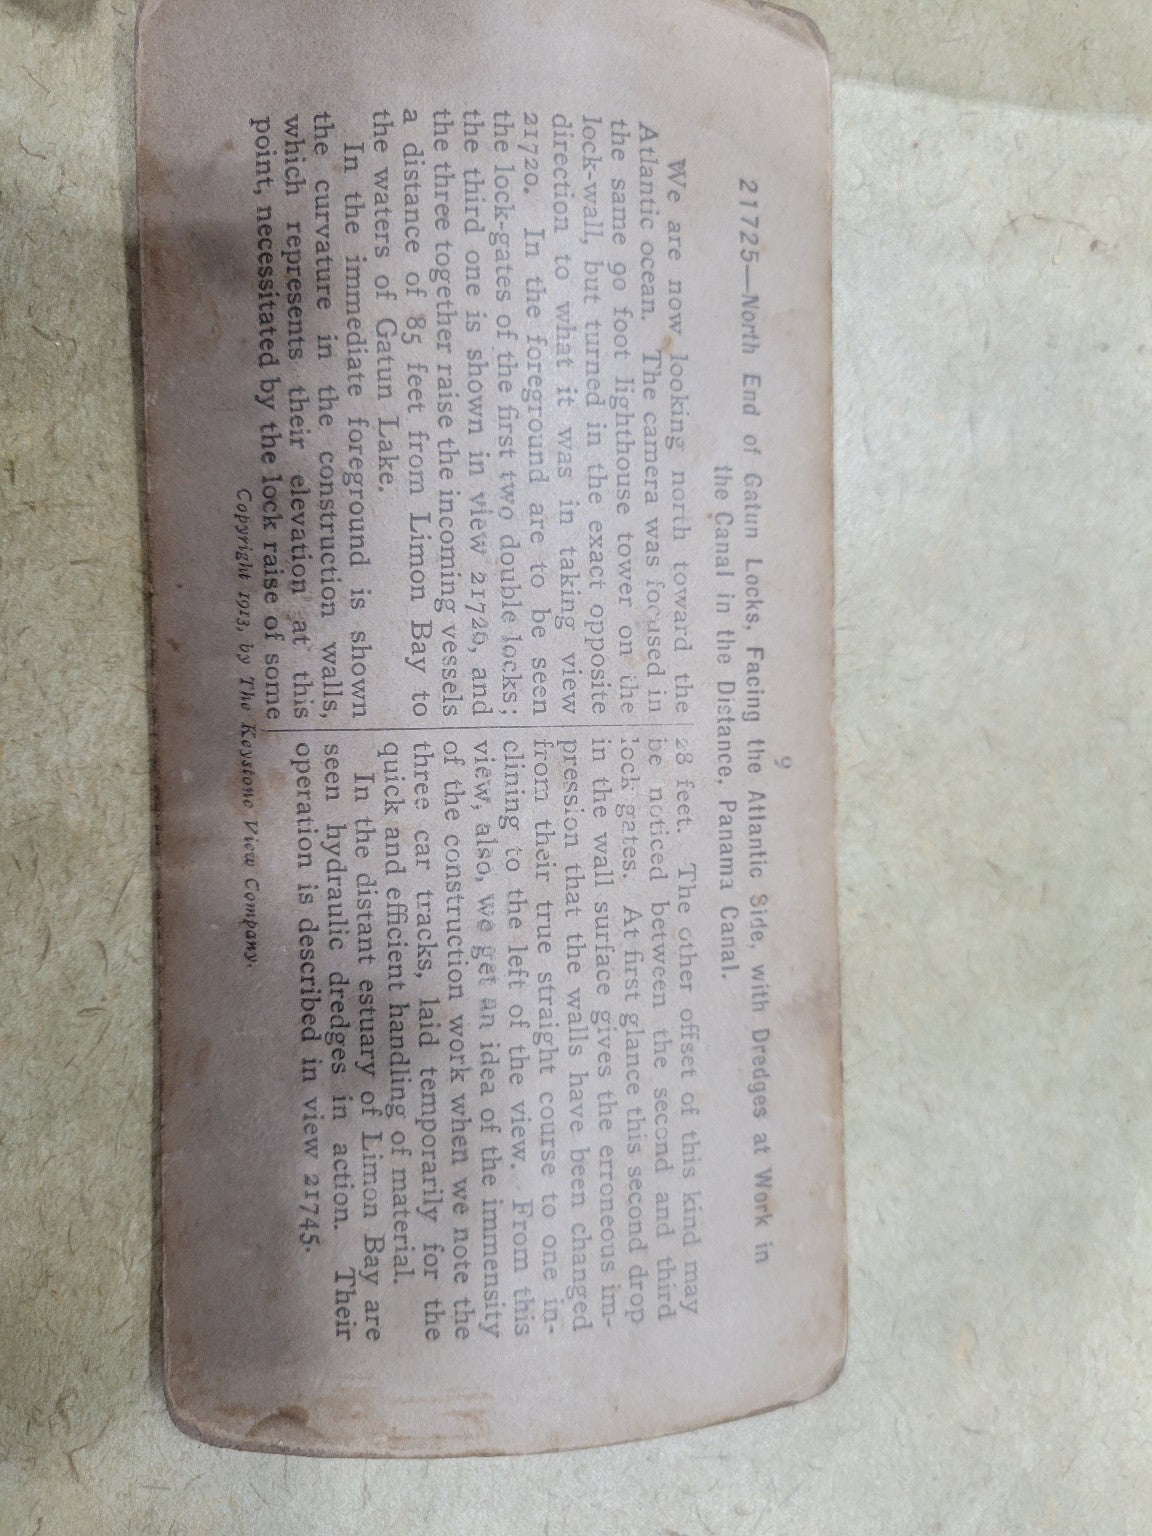 9
21725—North End of Gatun Locks, Facing the Atlantic Side, with Dredges at Work in
the Canal in the Distance, Panama Canal.
We are now looking north toward the
Atlantic ocean. The camera was focused in
the same 90 foot lighthouse tower on the
lock-wall, but turned in the exact opposite
direction to what it was in taking view
21720. In the foreground are to be seen
the lock-gates of the first two double locks;
the third one is shown in view 21720, and
the three together raise the incoming vessels
a distance of 85 feet from Limon Bay to
the waters of Gatun Lake.
In the immediate foreground is shown
the curvature in the construction walls,
which represents their elevation at this
point, necessitated by the lock raise of some
28 feet. The other offset of this kind may
be noticed between the second and third
lock gates. At first glance this second drop
in the wall surface gives the erroneous im-
pression that the walls have been changed
from their true straight course to one in-
clining to the left of the view. From this
view, also, we get an idea of the immensity
of the construction work when we note the
three car tracks, laid temporarily for the
quick and efficient handling of material.
In the distant estuary of Limon Bay are
seen hydraulic dredges in action. Their
operation is described in view 21745.
Copyright 1913, by The Keystone View Company.